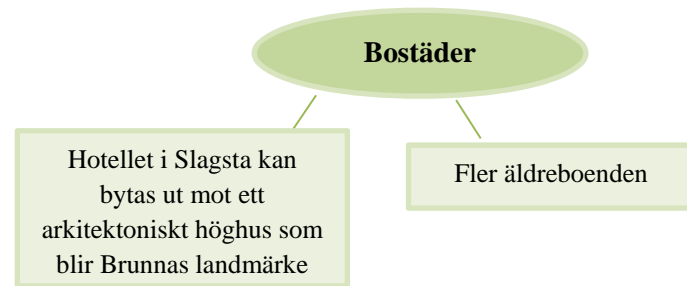 Bostäder
Hotellet i Slagsta kan
bytas ut mot ett
arkitektoniskt höghus som
blir Brunnas landmärke
Fler äldreboenden